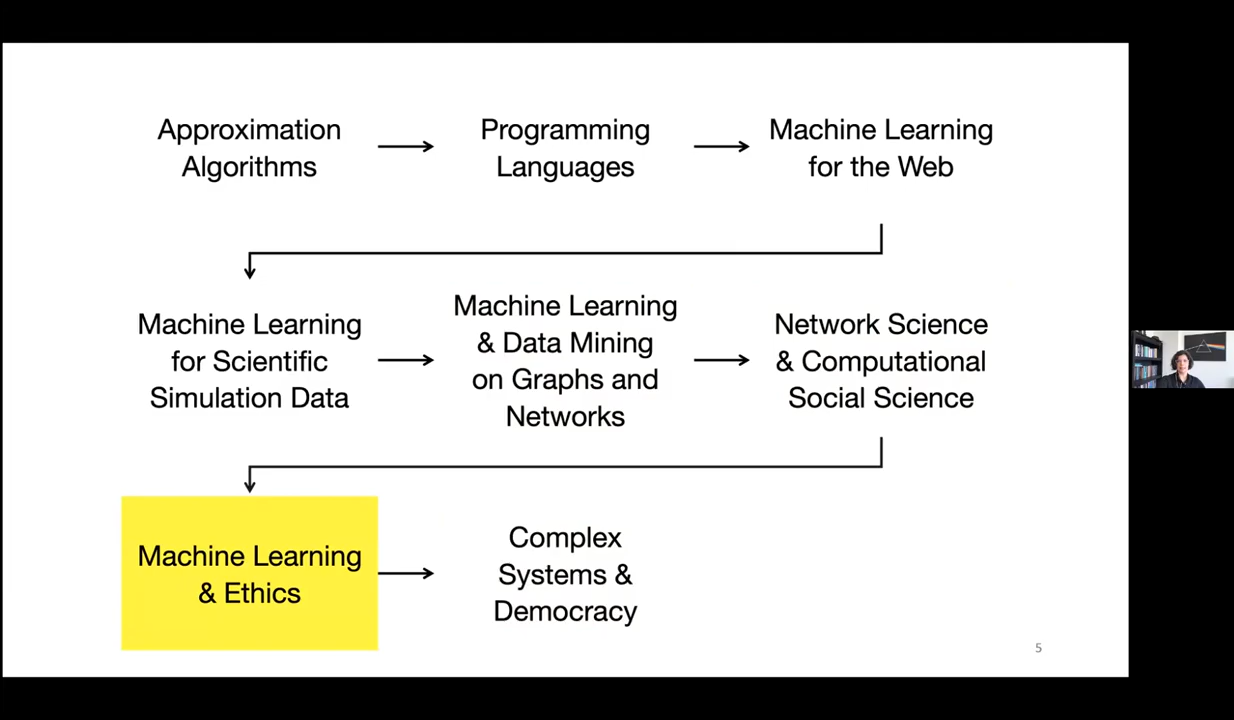 Approximation
Algorithms
Programming
Languages
Machine Learning
for the Web
Machine Learning
for Scientific
Simulation Data
Machine Learning
& Data Mining
on Graphs and
Networks
Network Science
& Computational
Social Science
Machine Learning
& Ethics
Complex
Systems &
Democracy
5